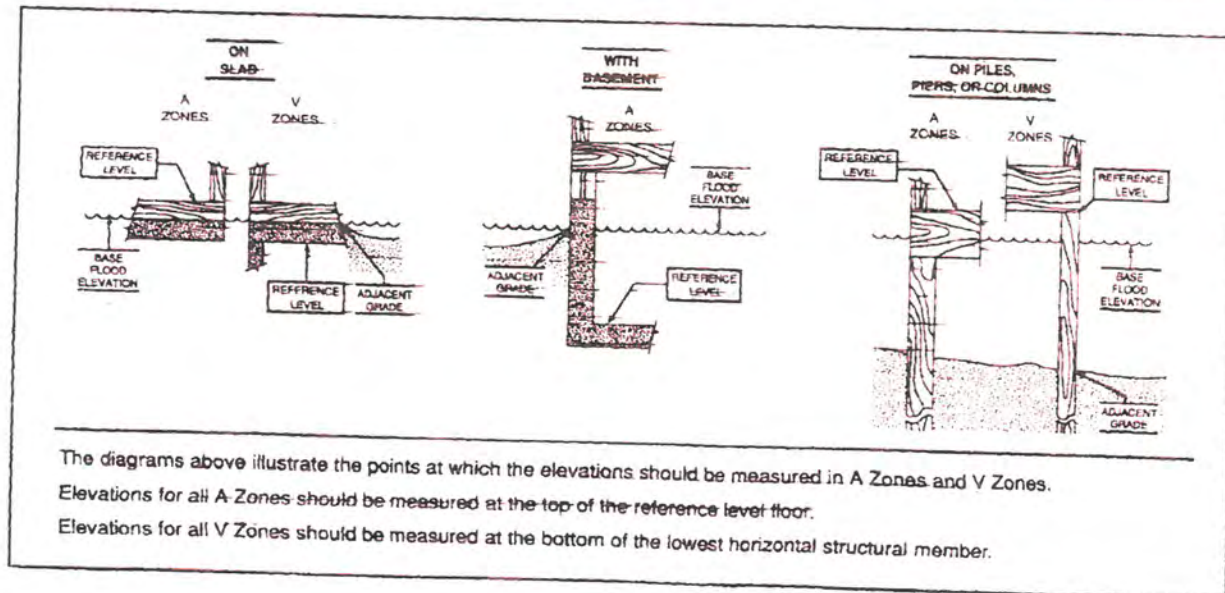 ON
SLAB
A
ZONES
V
ZONES
REFERENCE
LEVEL
BASE
FLOOD
ELEVATION
REFERENCE
LEVEL
ADJACENT
GRADE
WITH
BASEMENT
A
ZONES
BASE
FLOOD
ELEVATION
ADJACENT
GRADE
REFERENCE
LEVEL
ON PILES,
PIERS, OR COLUMNS
A
ZONES
V
ZONES
REFERENCE
LEVEL
REFERENCE
LEVEL
BASE
FLOOD
ELEVATION
ADJACENT
GRADE
The diagrams above illustrate the points at which the elevations should be measured in A Zones and V Zones.
Elevations for all A Zones should be measured at the top of the reference level floor.
Elevations for all V Zones should be measured at the bottom of the lowest horizontal structural member.